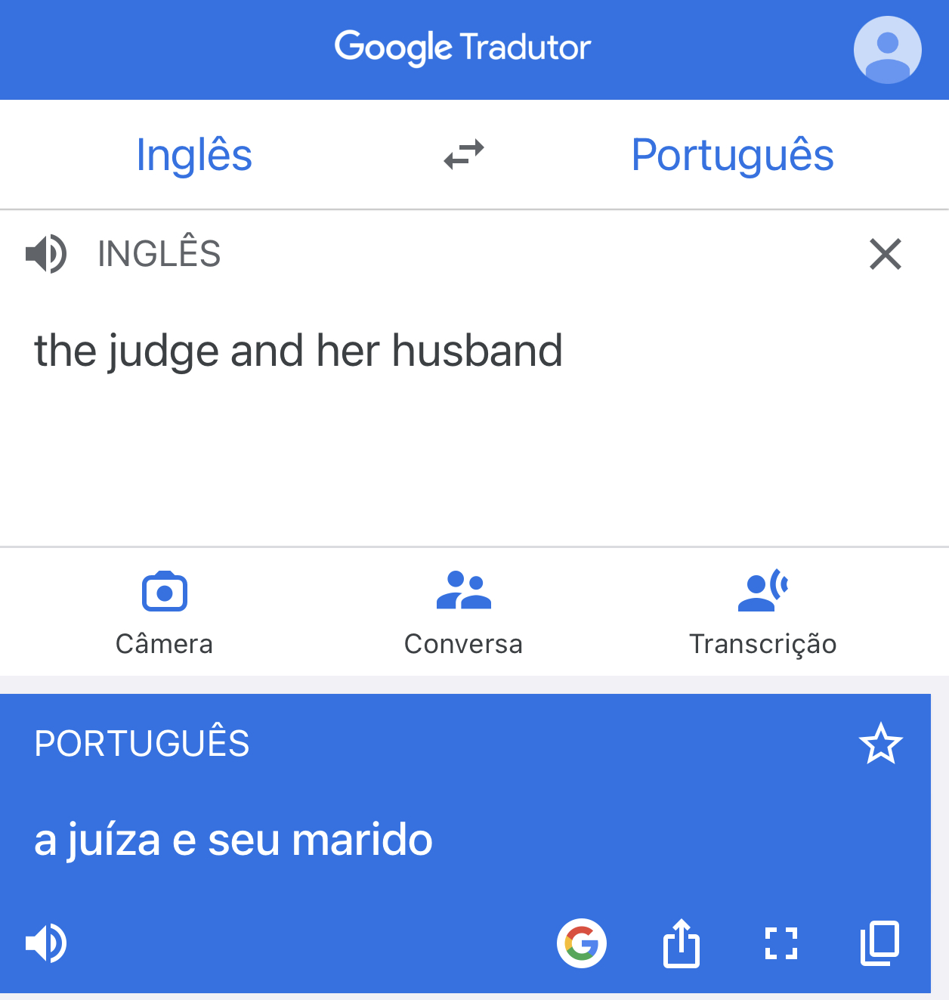 Google Tradutor
Inglês Português
INGLÊS
the judge and her husband
Câmera Conversa Transcrição
PORTUGUÊS
a juíza e seu marido
G